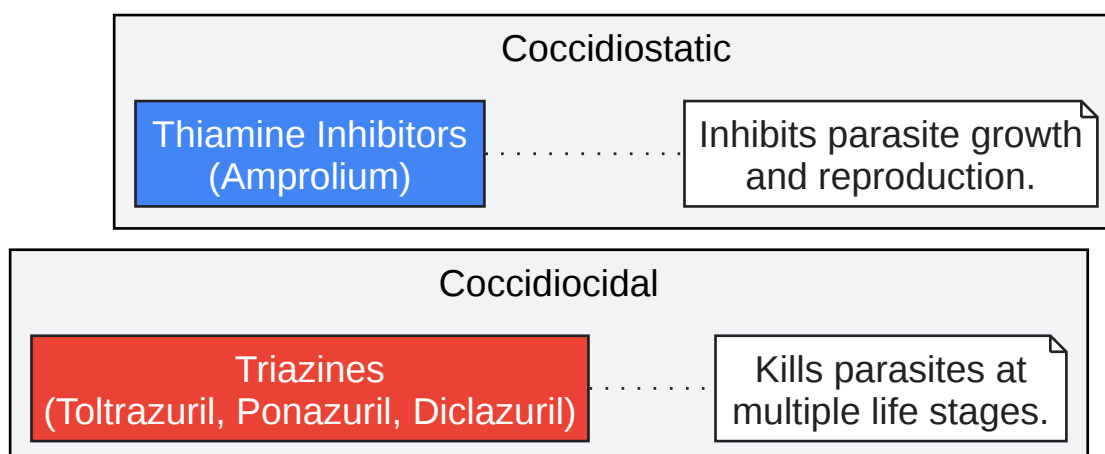 Coccidiostatic
Thiamine Inhibitors
(Amprolium)
Inhibits parasite growth
and reproduction.
Coccidiocidal
Triazines
(Toltrazuril, Ponazuril, Diclazuril)
Kills parasites at
multiple life stages.